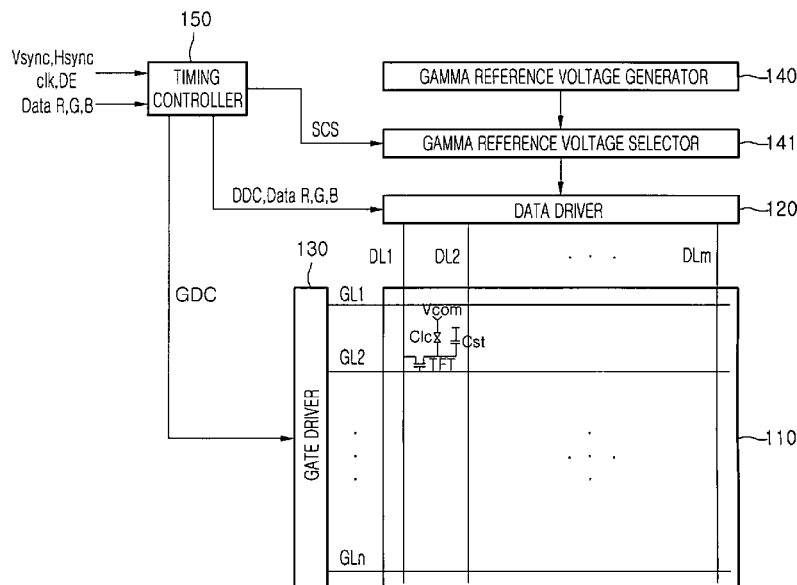 150
Vsync,Hsync
clk,DE
Data R,G,B
TIMING
CONTROLLER
GAMMA REFERENCE VOLTAGE GENERATOR
140
SCS
GAMMA REFERENCE VOLTAGE SELECTOR
141
DDC,Data R,G,B
DATA DRIVER
120
130
DL1
DL2
. . .
DLm
GDC
GL1
Vcom
Clc
Cst
GL2
TFT
GATE DRIVER
110
GLn